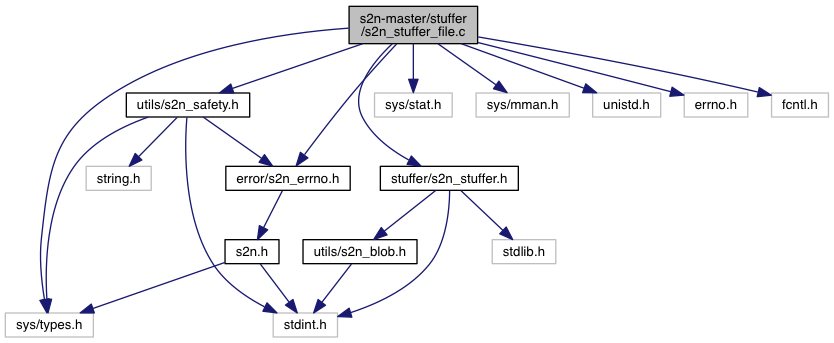 s2n-master/stuffer
/s2n_stuffer_file.c
utils/s2n_safety.h
sys/stat.h
sys/mman.h
unistd.h
errno.h
fcntl.h
string.h
error/s2n_errno.h
stuffer/s2n_stuffer.h
s2n.h
utils/s2n_blob.h
stdlib.h
sys/types.h
stdint.h